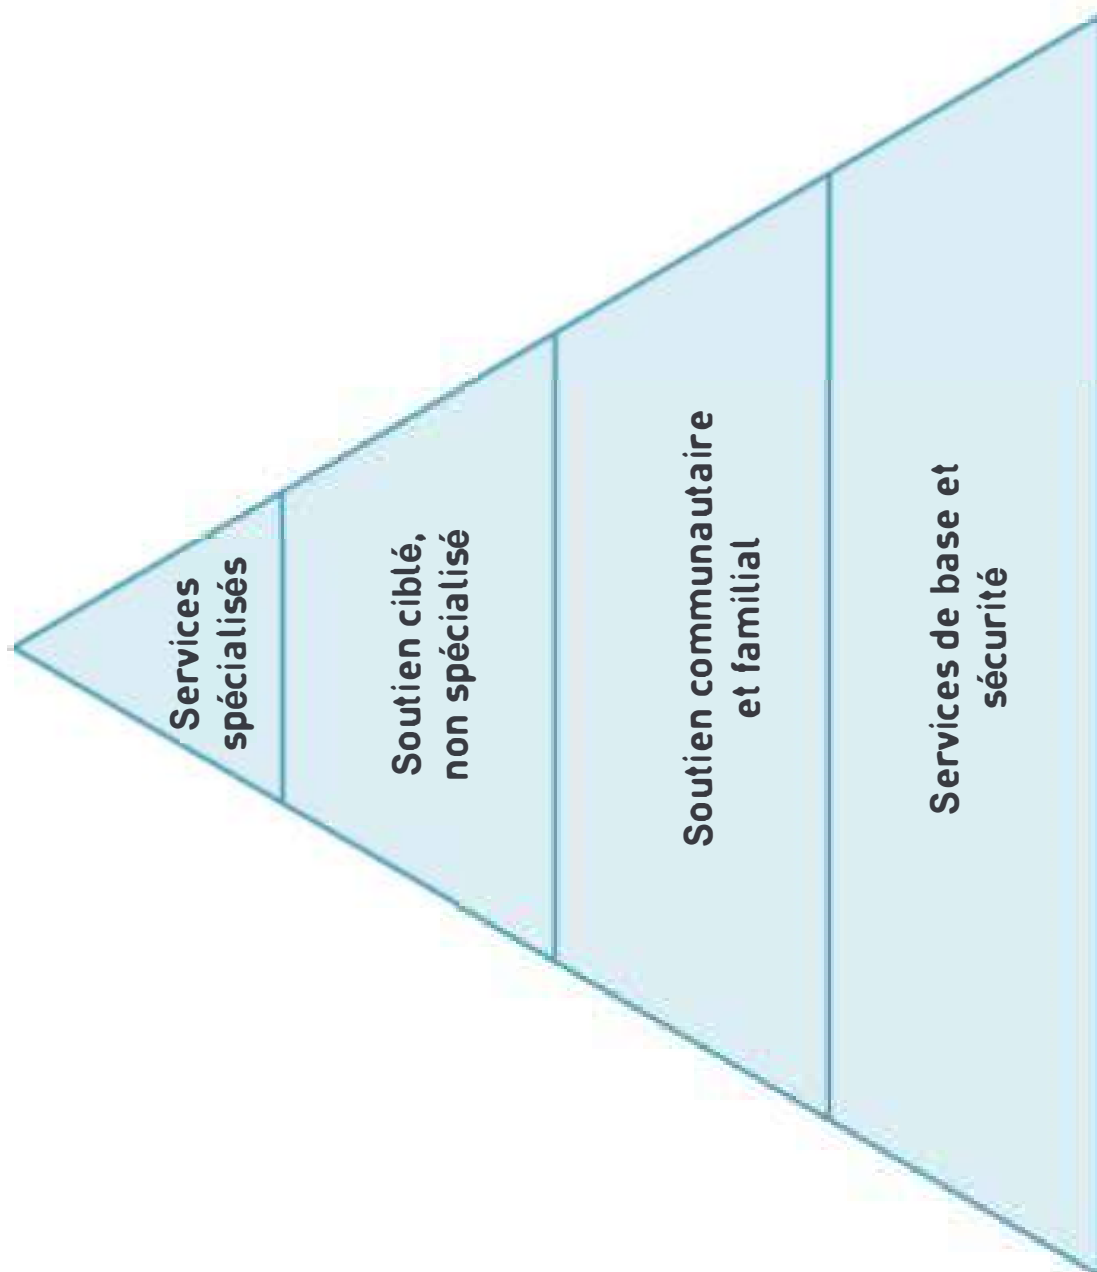 Services
spécialisés
Soutien ciblé,
non spécialisé
Soutien communautaire
et familial
Services de base et
sécurité